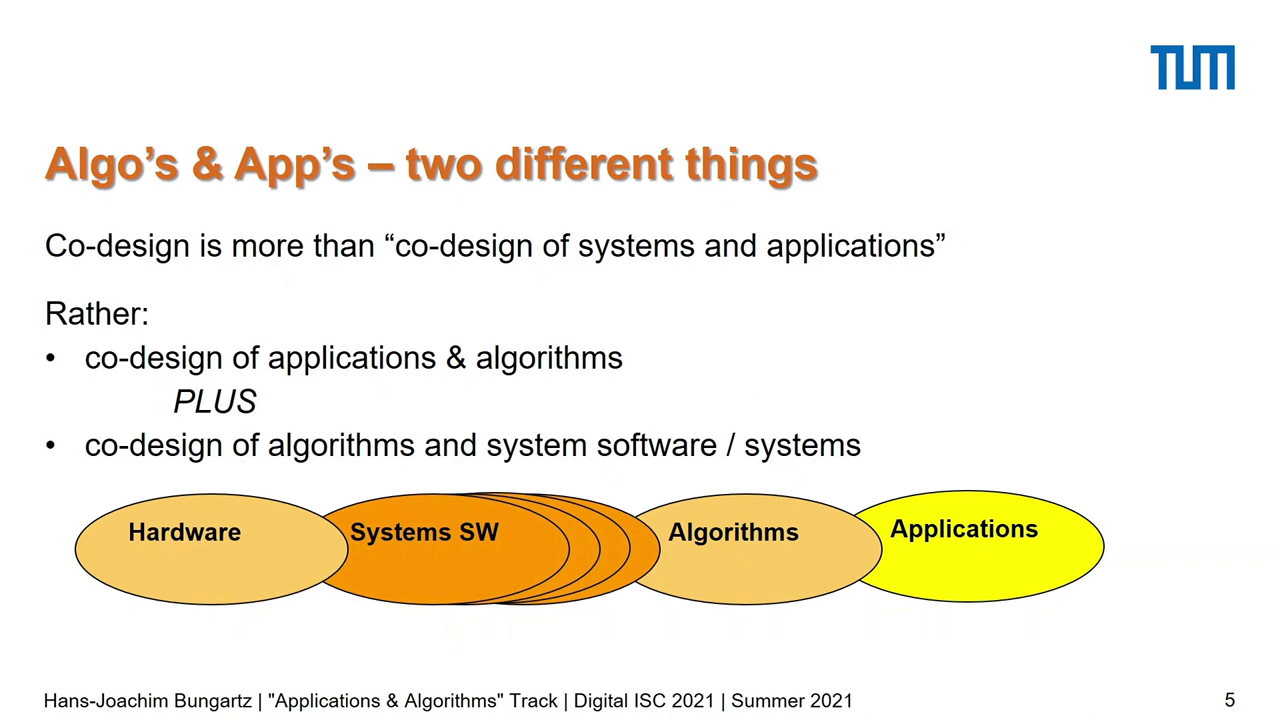 TUM
Algo’s & App’s – two different things
Co-design is more than “co-design of systems and applications”
Rather:
• co-design of applications & algorithms
PLUS
• co-design of algorithms and system software / systems
Hardware
Systems SW
Algorithms
Applications
Hans-Joachim Bungartz | "Applications & Algorithms" Track | Digital ISC 2021 | Summer 2021
5